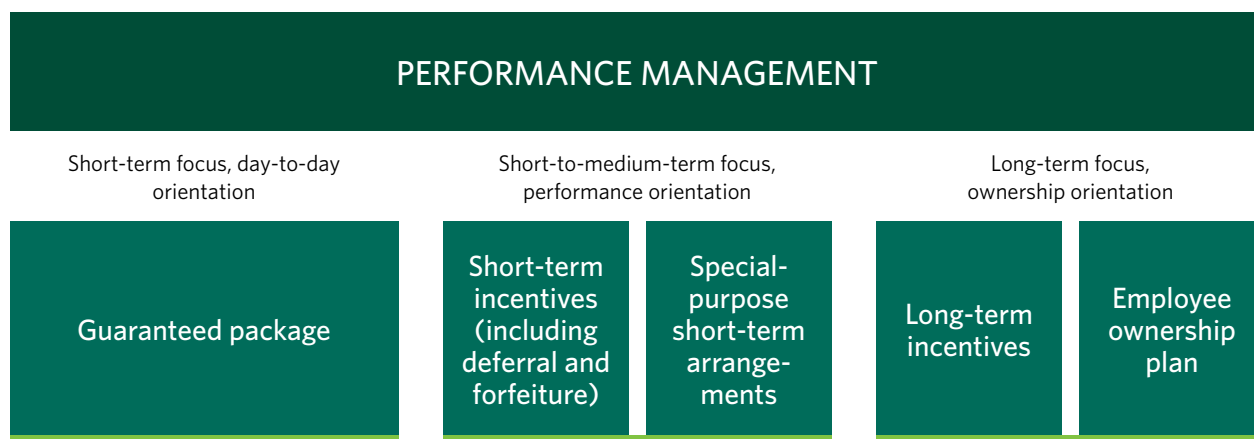 PERFORMANCE MANAGEMENT
Short-term focus, day-to-day
orientation
Short-to-medium-term focus,
performance orientation
Long-term focus,
ownership orientation
Guaranteed package
Short-term
incentives
(including
deferral and
forfeiture)
Special-
purpose
short-term
arrange-
ments
Long-term
incentives
Employee
ownership
plan